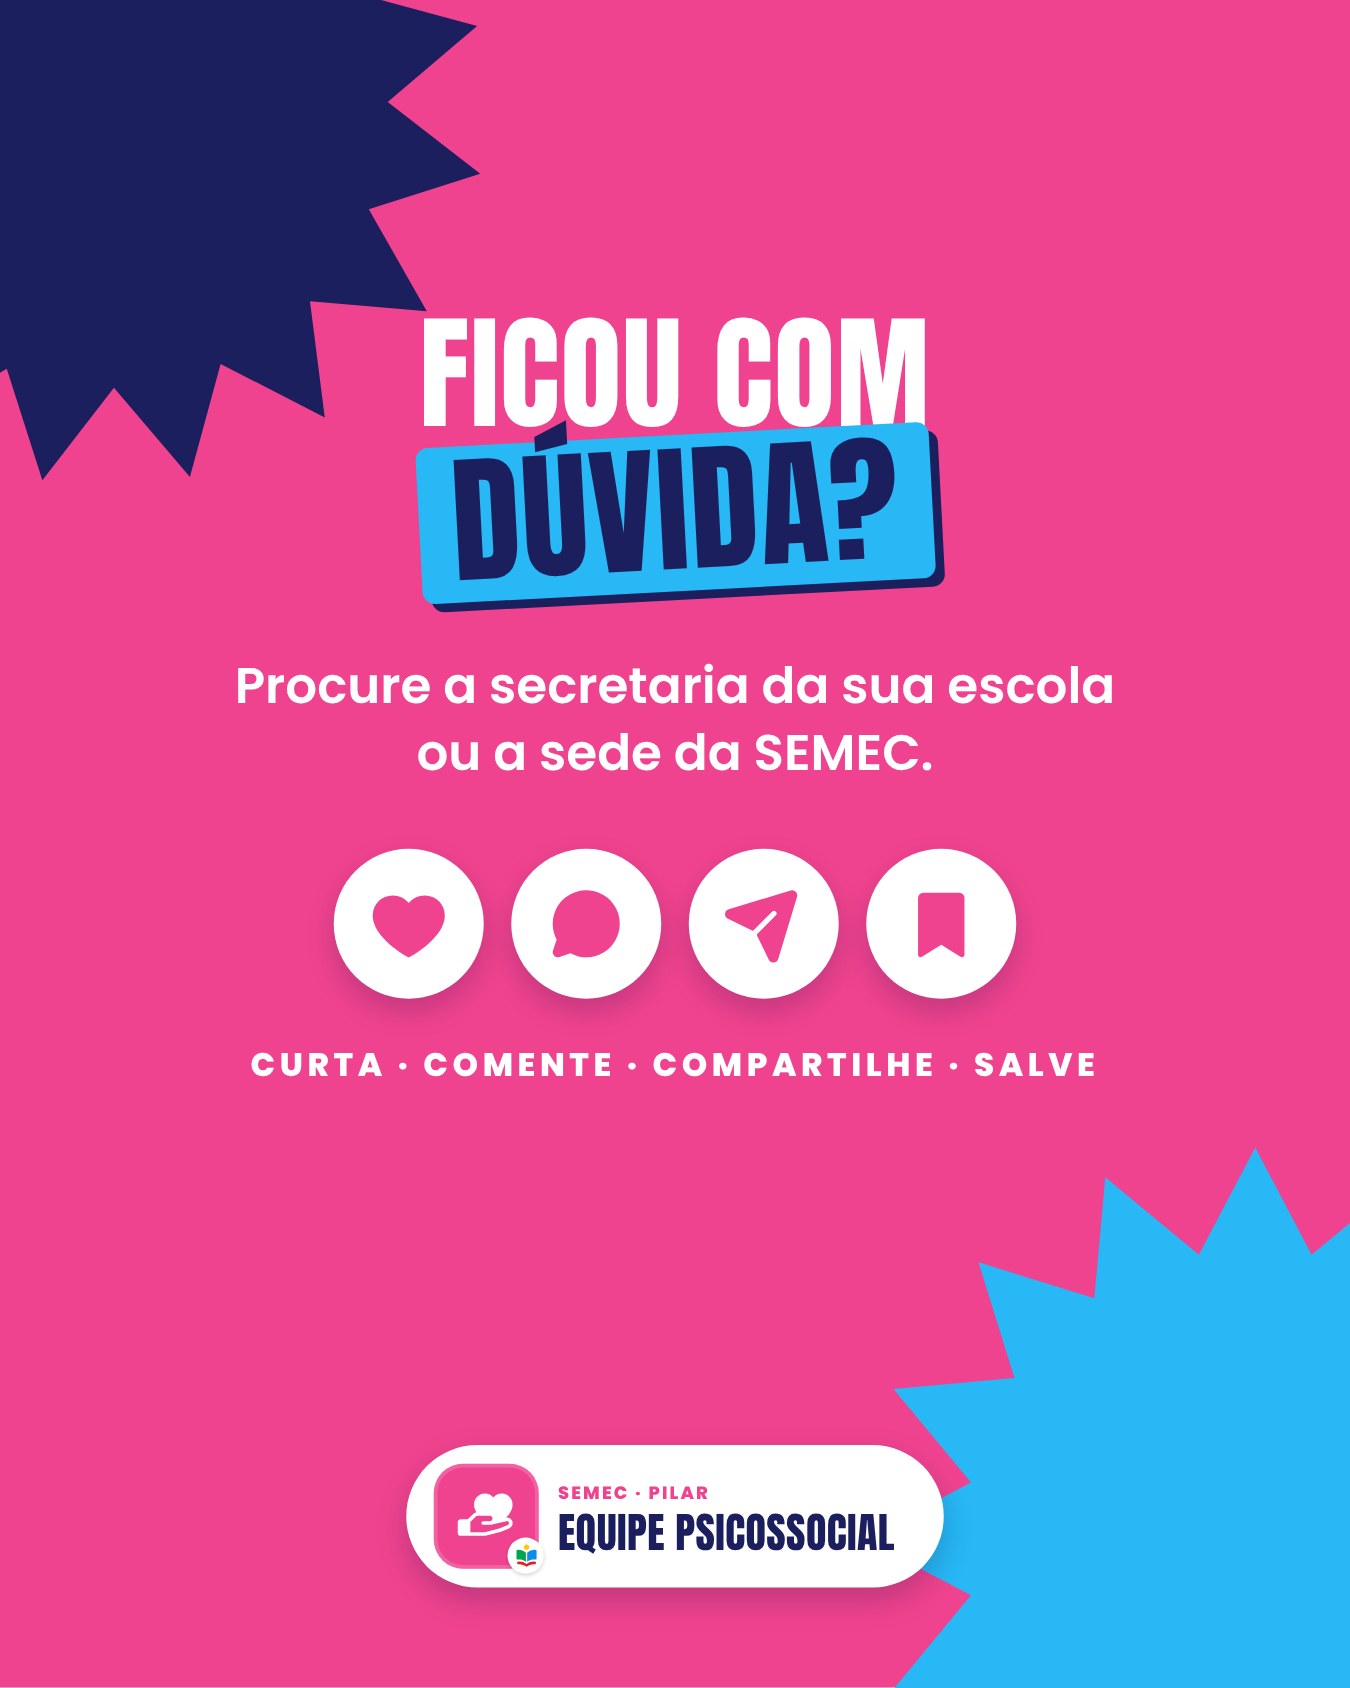 FICOU COM
DÚVIDA?
Procure a secretaria da sua escola
ou a sede da SEMEC.
CURTA · COMENTE · COMPARTILHE · SALVE
SEMEC · PILAR
EQUIPE PSICOSSOCIAL